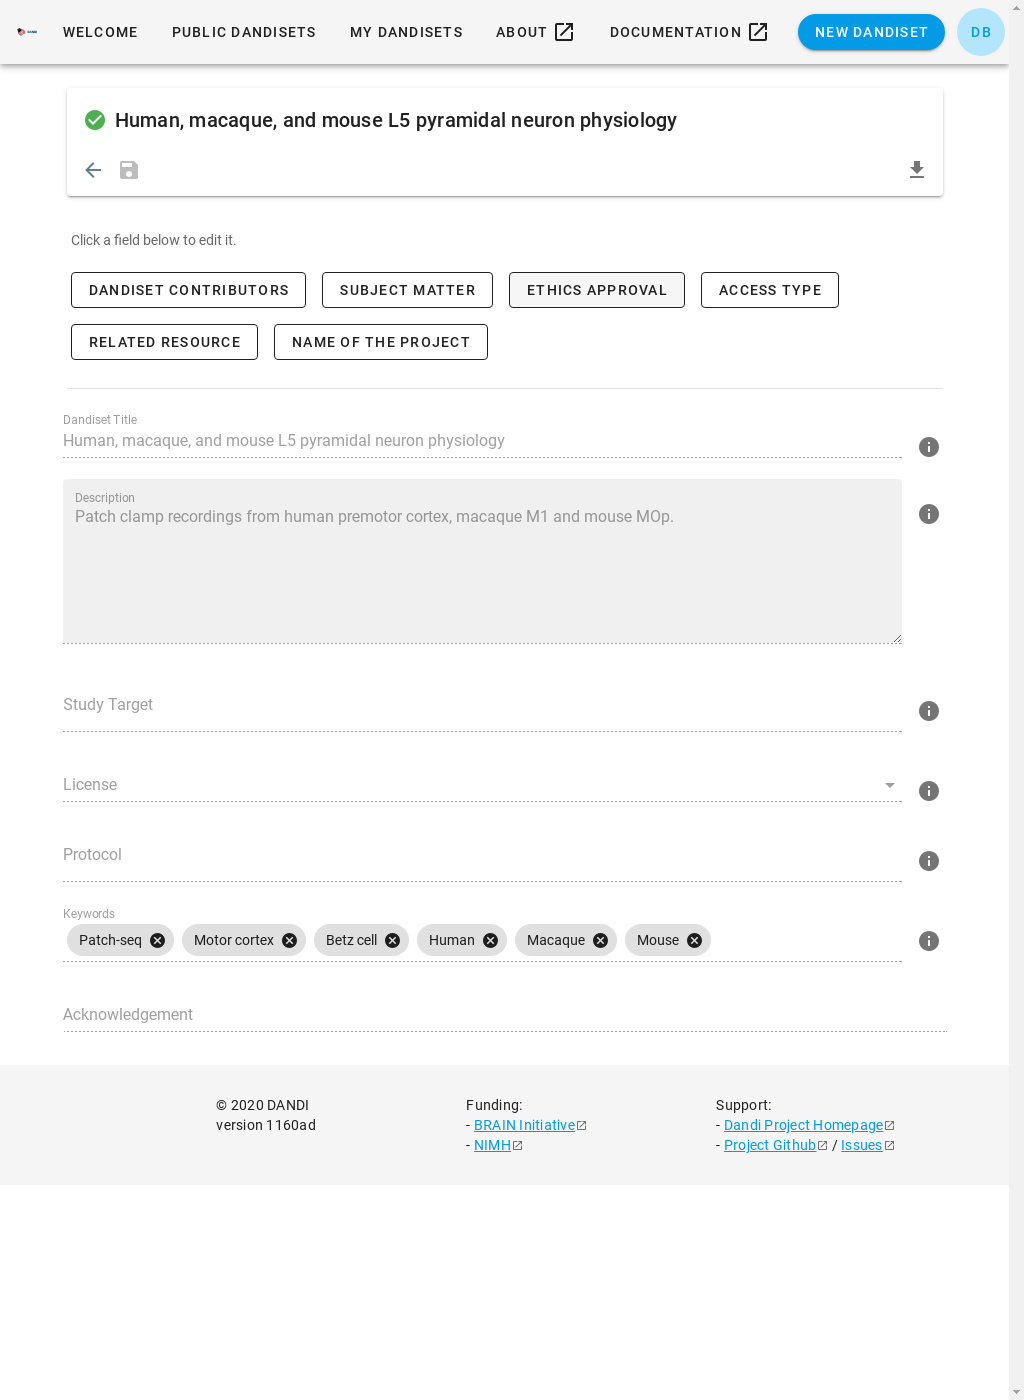 WELCOME PUBLIC DANDISETS MY DANDISETS ABOUT DOCUMENTATION NEW DANDISET DB
Human, macaque, and mouse L5 pyramidal neuron physiology
Click a field below to edit it.
DANDISET CONTRIBUTORS SUBJECT MATTER ETHICS APPROVAL ACCESS TYPE
RELATED RESOURCE NAME OF THE PROJECT
Dandiset Title
Human, macaque, and mouse L5 pyramidal neuron physiology
Description
Patch clamp recordings from human premotor cortex, macaque M1 and mouse MOp.
Study Target
License
Protocol
Keywords
Patch-seq Motor cortex Betz cell Human Macaque Mouse
Acknowledgement
© 2020 DANDI Funding: Support:
version 1160ad - BRAIN Initiative - Dandi Project Homepage
- NIMH - Project Github / Issues